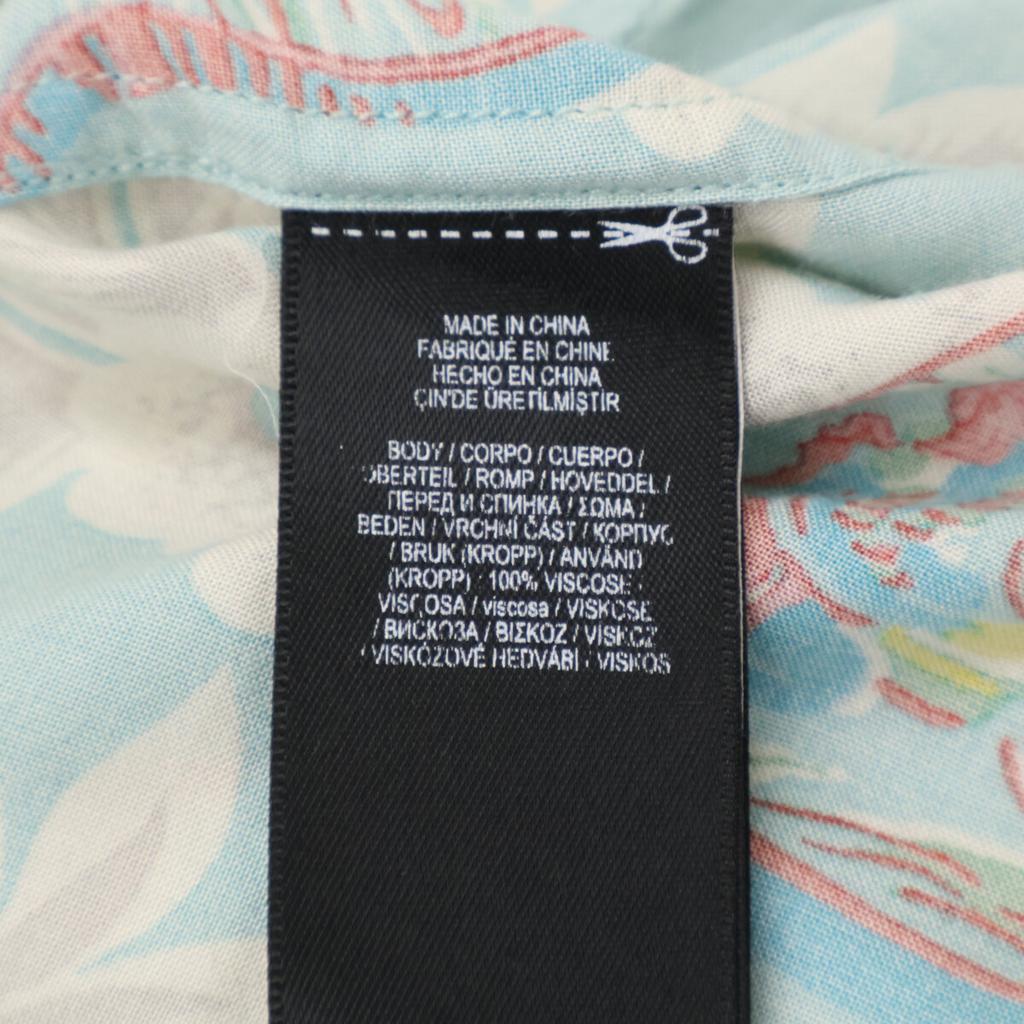 MADE IN CHINA
FABRIQUÉ EN CHINE
HECHO EN CHINA
ÇİN'DE ÜRETİLMİŞTİR
BODY / CORPO / CUERPO /
OBERTEIL / ROMP / HOVEDDEL /
ПЕРЕД И СПИНКА / ΣΩΜΑ /
BEDEN / VRCHNÍ ČÁST / КОРПУС
/ BRUK (KROPP) / ANVÄND
(KROPP) : 100% VISCOSE /
VISCOSA / viscosa / VISKOSE
/ ВИСКОЗА / ΒΙΣΚΟΖ / VISKOZ
/ VISKÓZOVÉ HEDVÁBÍ / VISKOS